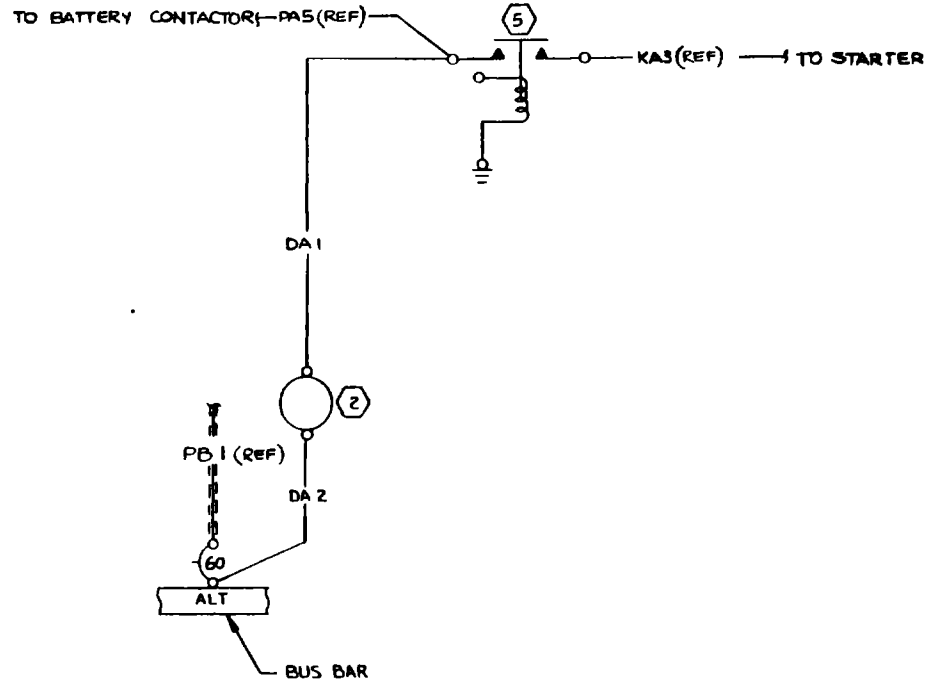 TO BATTERY CONTACTOR PA5(REF)
5
KA3(REF) TO STARTER
DA1
2
PB1(REF)
DA2
60
ALT
BUS BAR